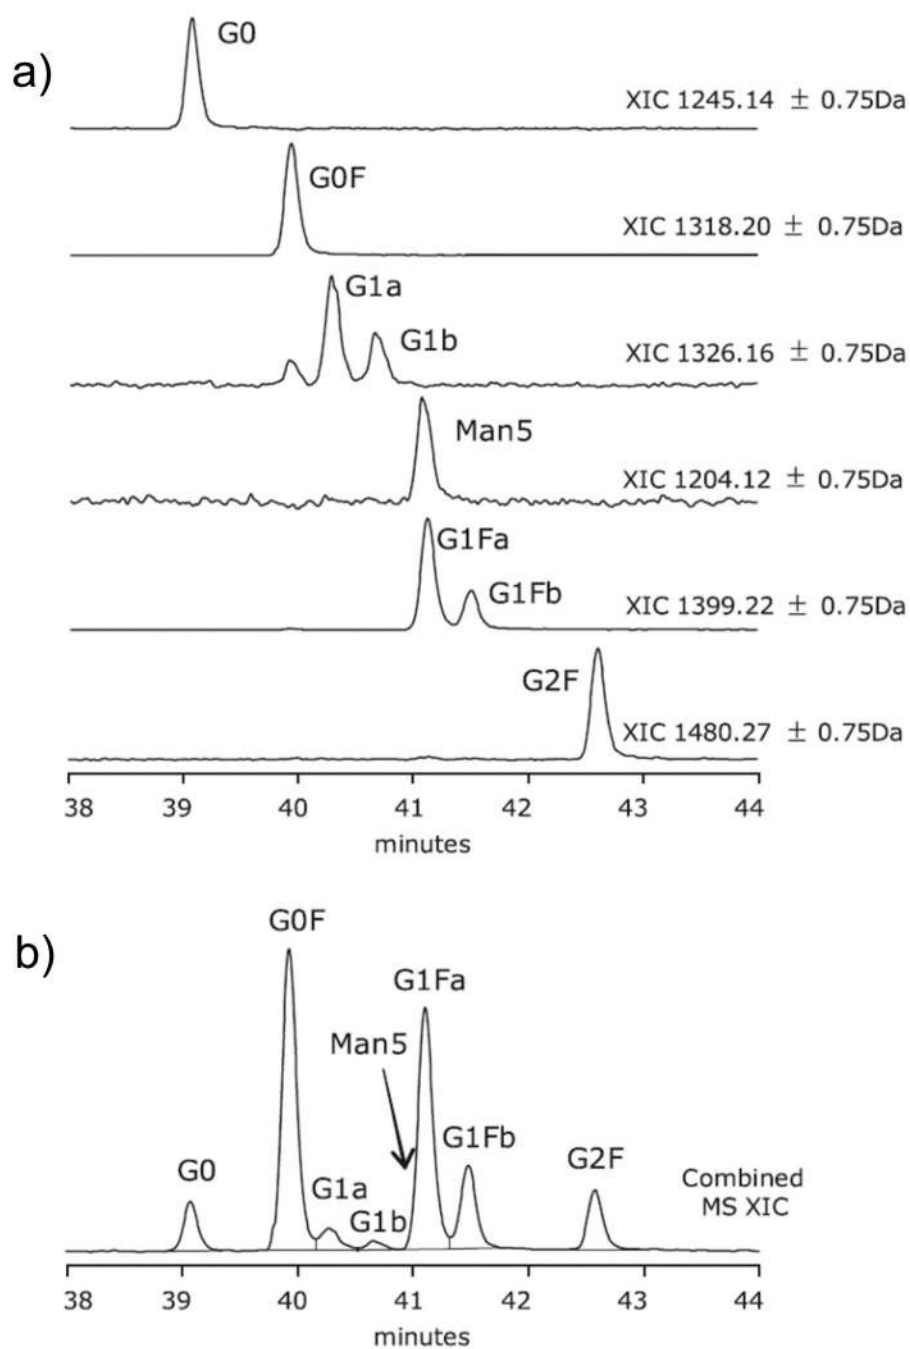 a)
G0
XIC 1245.14 ± 0.75Da
G0F
XIC 1318.20 ± 0.75Da
G1a
G1b
XIC 1326.16 ± 0.75Da
Man5
XIC 1204.12 ± 0.75Da
G1Fa
G1Fb
XIC 1399.22 ± 0.75Da
G2F
XIC 1480.27 ± 0.75Da
38 39 40 41 42 43 44
minutes
b)
G0F
G1Fa
Man5
G1Fb
G0
G2F
G1a
G1b
Combined
MS XIC
38 39 40 41 42 43 44
minutes